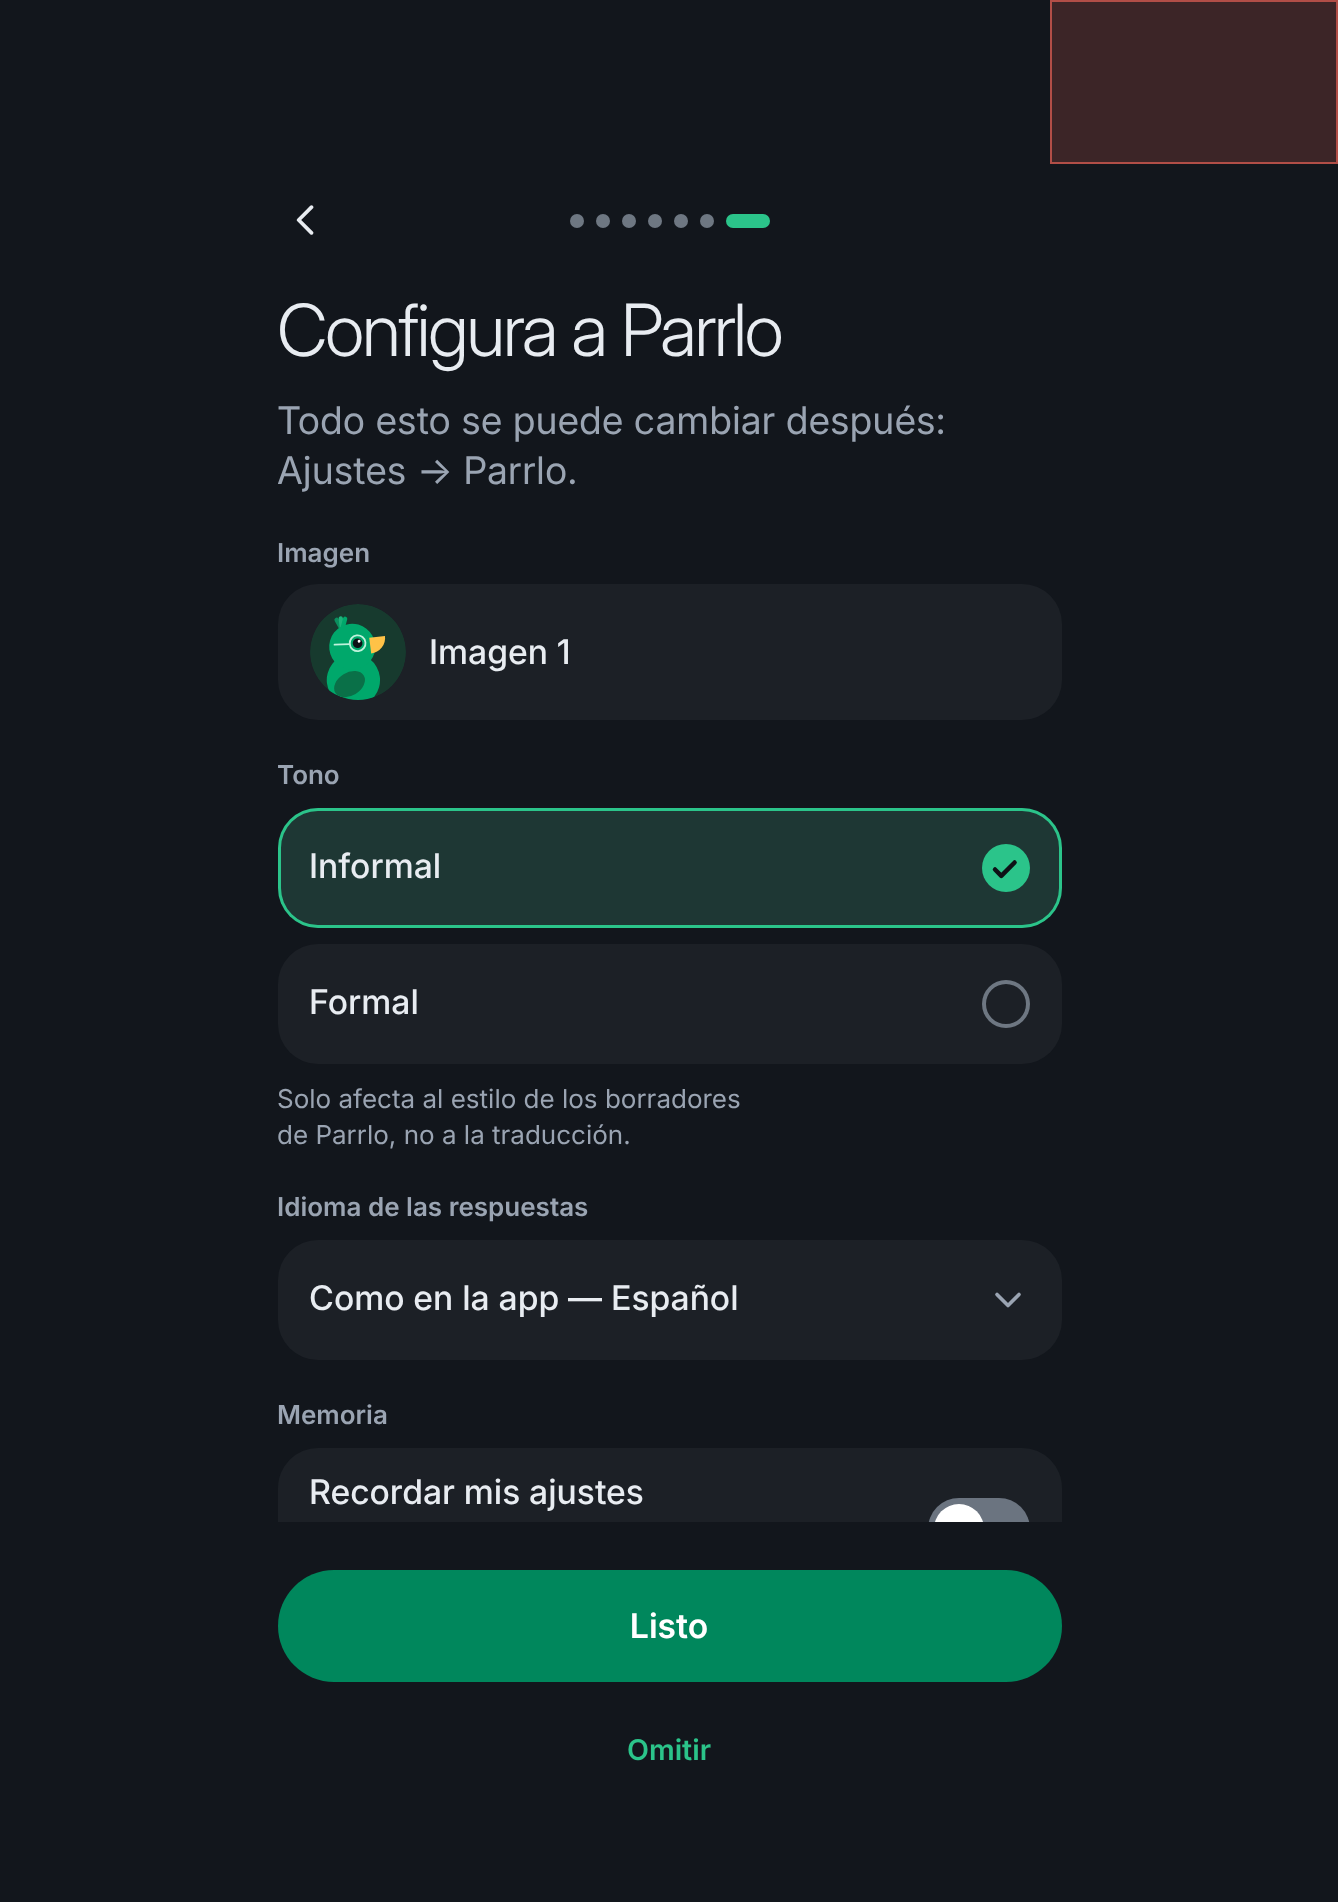 Configura a Parrlo
Todo esto se puede cambiar después:
Ajustes → Parrlo.
Imagen
Imagen 1
Tono
Informal
Formal
Solo afecta al estilo de los borradores
de Parrlo, no a la traducción.
Idioma de las respuestas
Como en la app — Español
Memoria
Recordar mis ajustes
Listo
Omitir